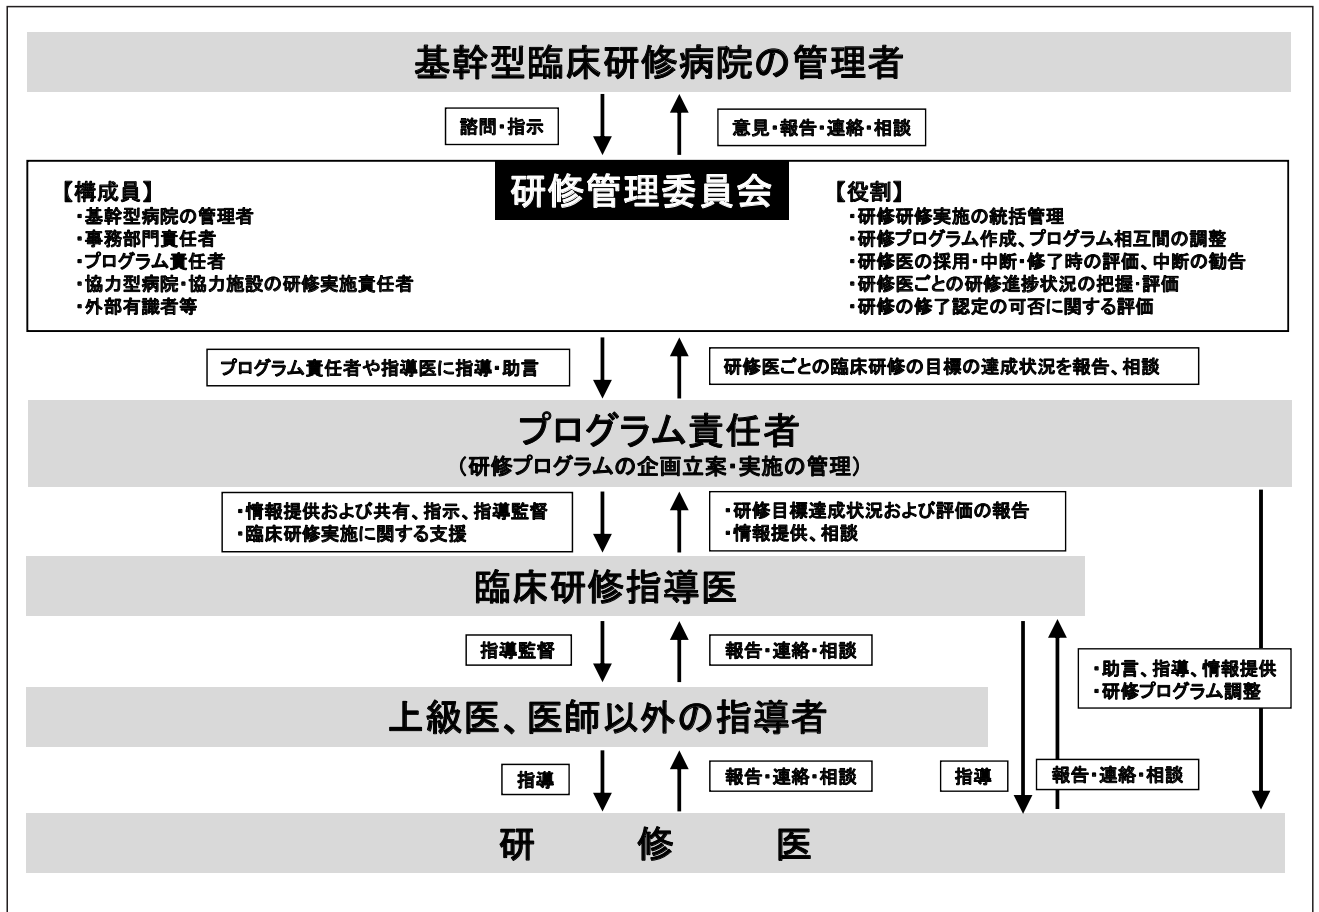 基幹型臨床研修病院の管理者
諮問・指示
意見・報告・連絡・相談
研修管理委員会
【構成員】
・基幹型病院の管理者
・事務部門責任者
・プログラム責任者
・協力型病院・協力施設の研修実施責任者
・外部有識者等
【役割】
・研修研修実施の統括管理
・研修プログラム作成、プログラム相互間の調整
・研修医の採用・中断・修了時の評価、中断の勧告
・研修医ごとの研修進捗状況の把握・評価
・研修の修了認定の可否に関する評価
プログラム責任者や指導医に指導・助言
研修医ごとの臨床研修の目標の達成状況を報告、相談
プログラム責任者
（研修プログラムの企画立案・実施の管理）
・情報提供および共有、指示、指導監督
・臨床研修実施に関する支援
・研修目標達成状況および評価の報告
・情報提供、相談
臨床研修指導医
指導監督
報告・連絡・相談
・助言、指導、情報提供
・研修プログラム調整
上級医、医師以外の指導者
指導
報告・連絡・相談
指導
報告・連絡・相談
研　修　医